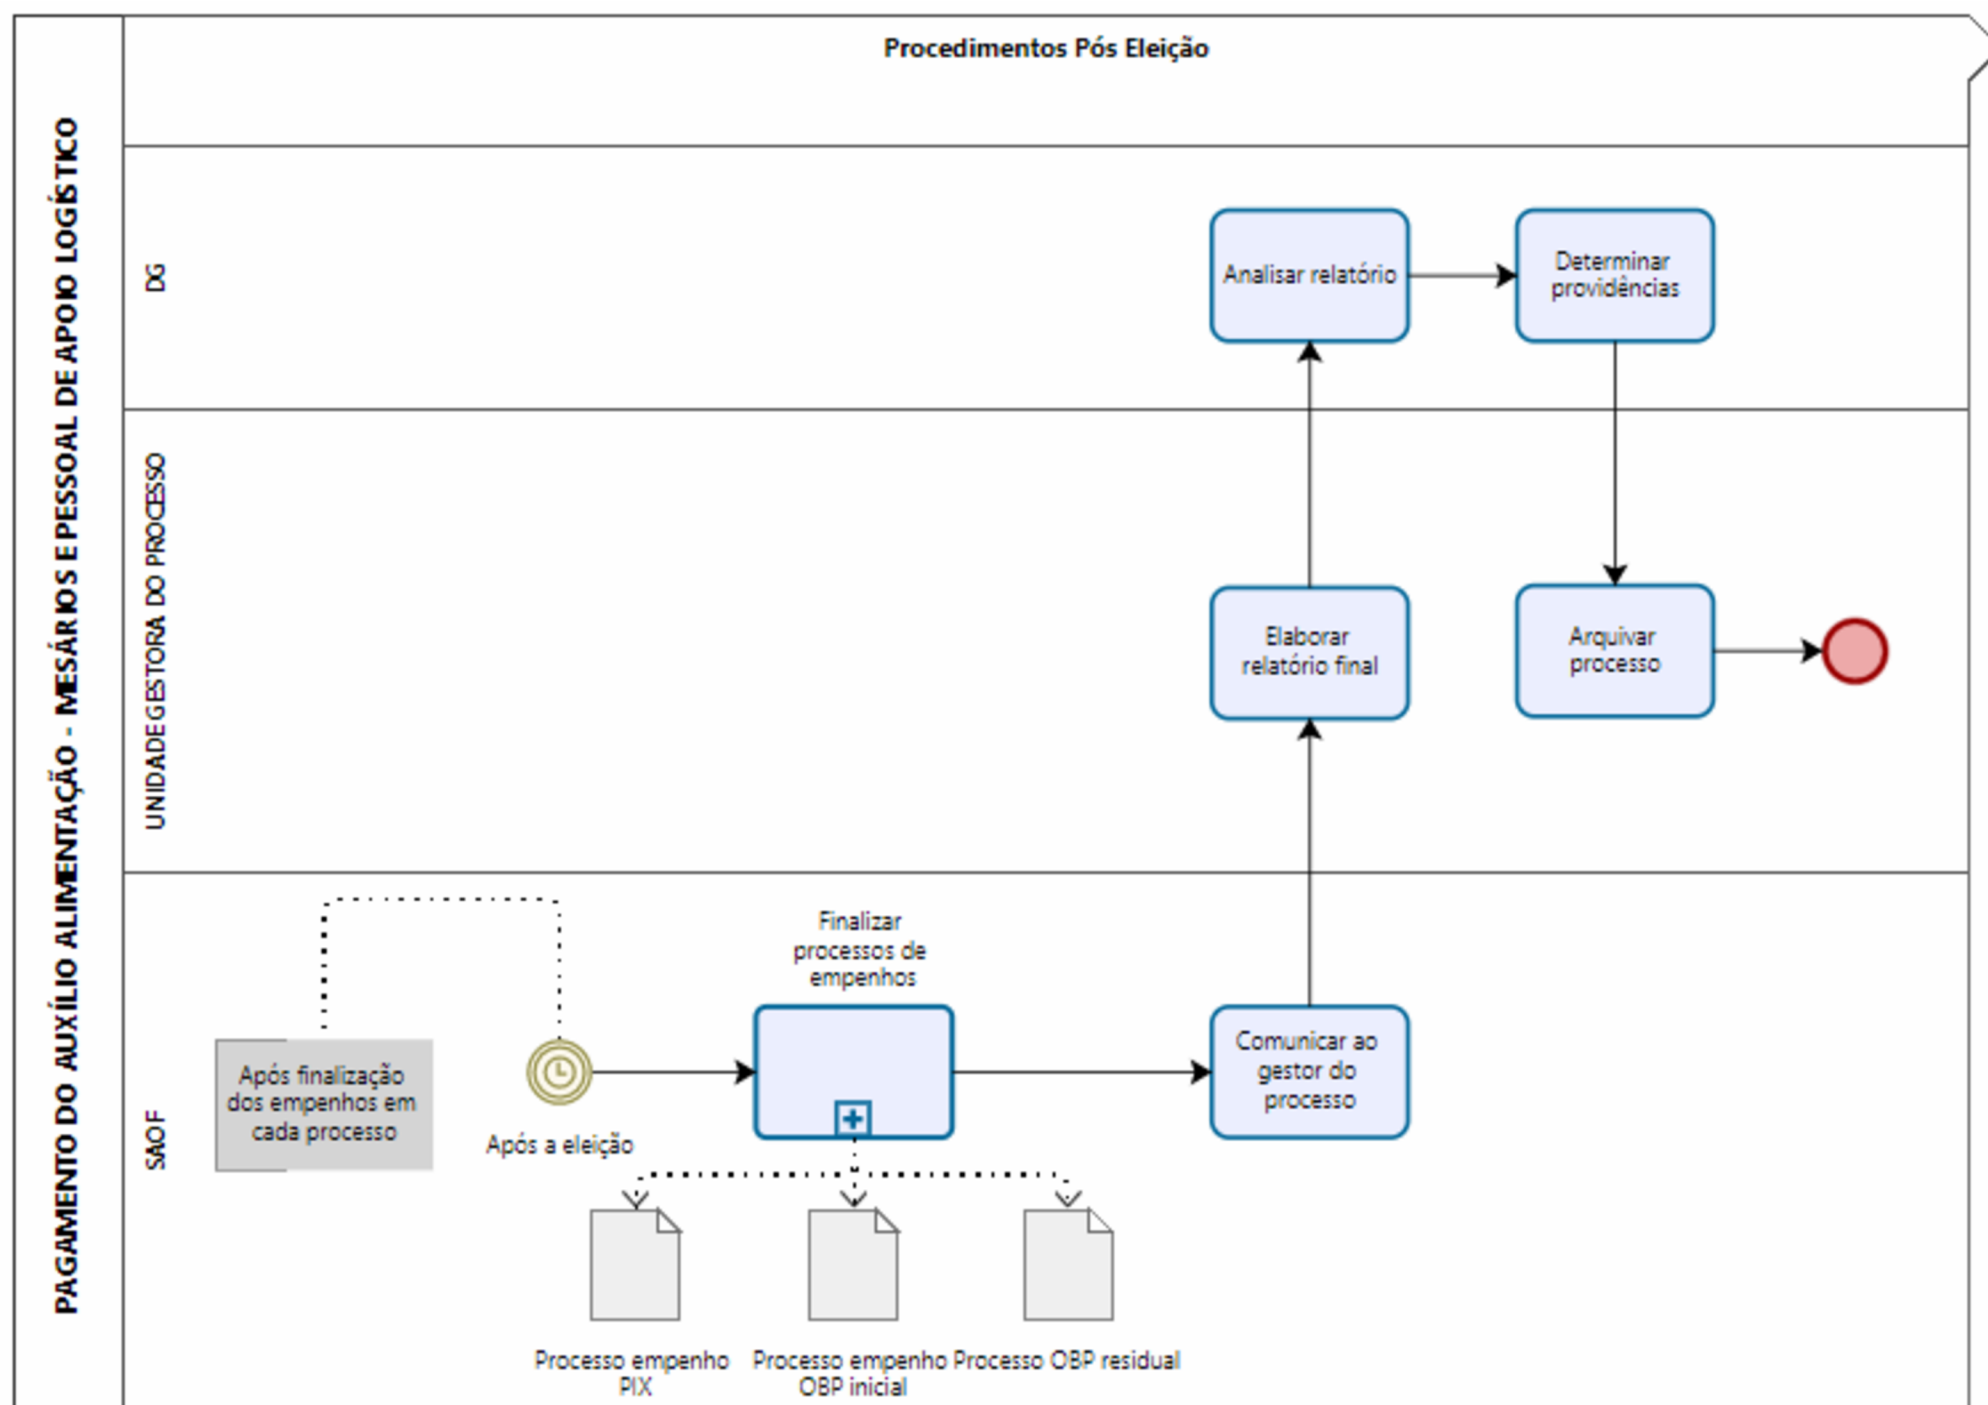 Procedimentos Pós Eleição
PAGAMENTO DO AUXÍLIO ALIMENTAÇÃO - MESÁRIOS E PESSOAL DE APOIO LOGÍSTICO
DG
Analisar relatório
Determinar
providências
UNIDADE GESTORA DO PROCESSO
Elaborar
relatório final
Arquivar
processo
SAOF
Após finalização
dos empenhos em
cada processo
Após a eleição
Finalizar
processos de
empenhos
Comunicar ao
gestor do
processo
Processo empenho
PIX
Processo empenho
OBP inicial
Processo OBP residual